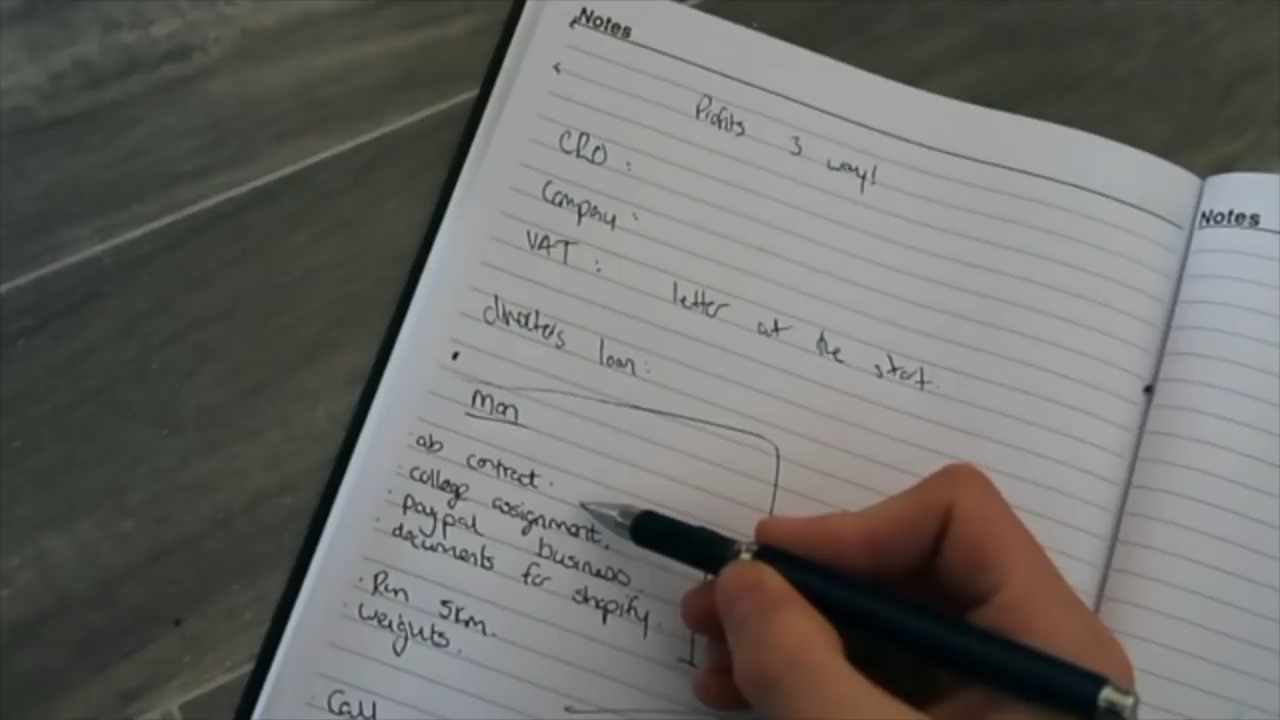 Notes
Profits 3 way!
CRO :
Company :
VAT : letter at the start.
directors loan:
Mon
ab contract.
college assignment.
paypal business
documents for shopify.
Run 5km.
weights.
Call
Notes